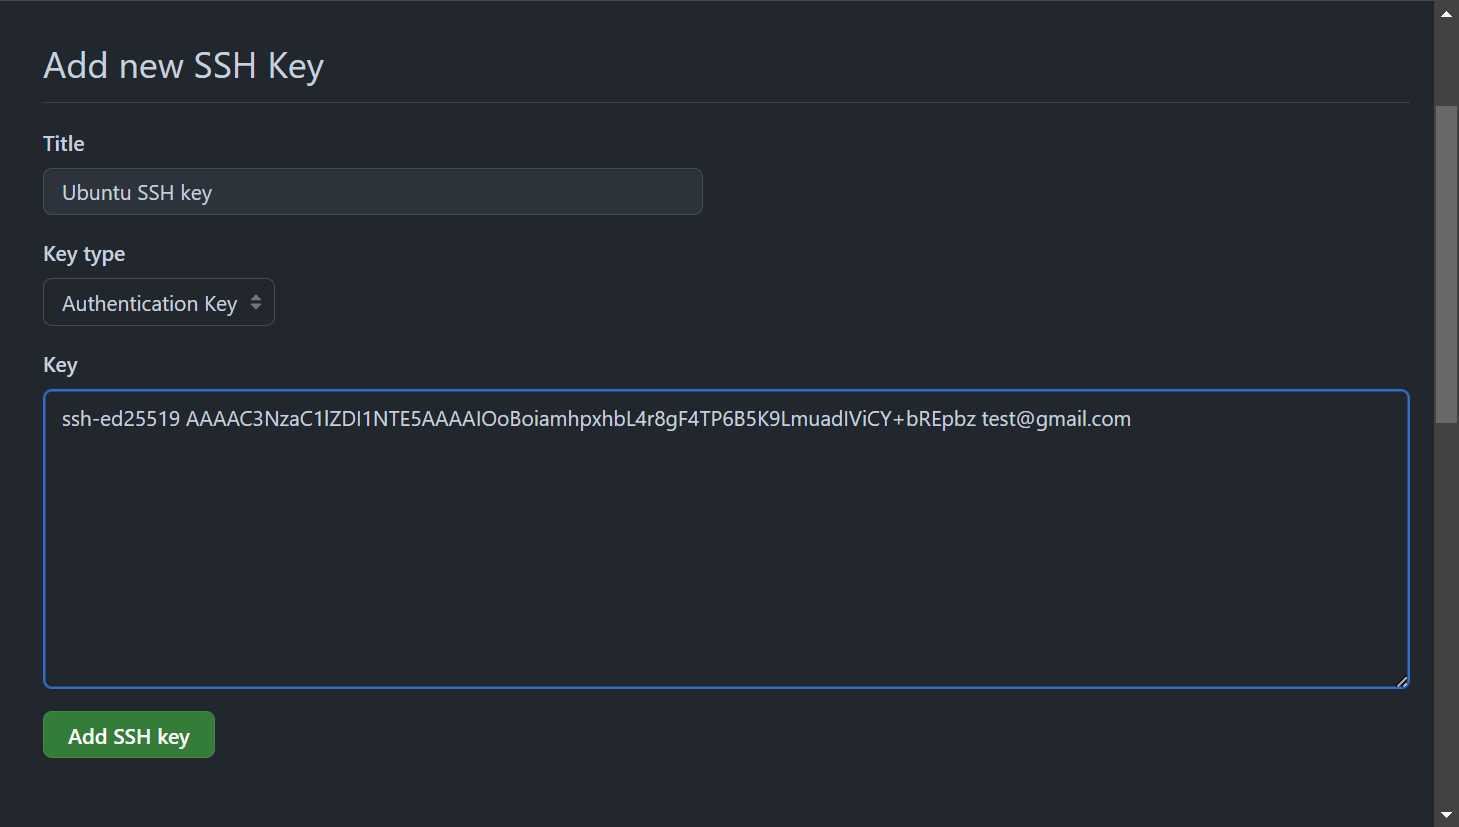 Add new SSH Key
Title
Ubuntu SSH key
Key type
Authentication Key
Key
ssh-ed25519 AAAAC3NzaC1lZDI1NTE5AAAAIOoBoiamhpxhbL4r8gF4TP6B5K9LmuadIViCY+bREpbz test@gmail.com
Add SSH key